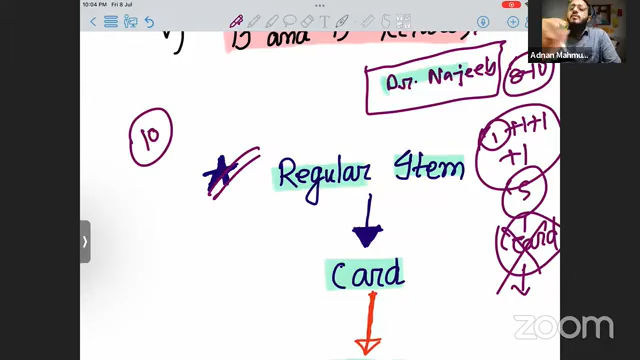 10:04 PM Fri 8 Jul
B and B
Adnan Mahmu...
Dr. Najeeb
8-10
10
1 +1+1
+1
Regular Item
5
Card
Card
zoom